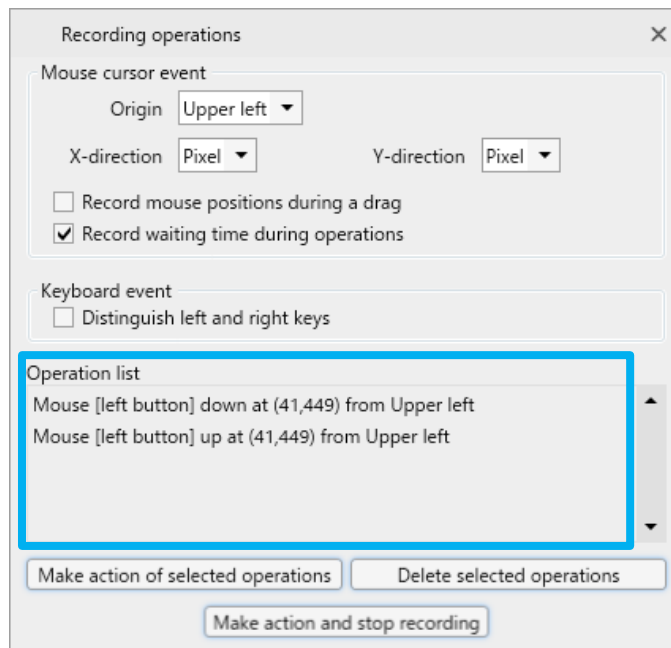 Recording operations
Mouse cursor event
Origin Upper left
X-direction Pixel Y-direction Pixel
Record mouse positions during a drag
Record waiting time during operations
Keyboard event
Distinguish left and right keys
Operation list
Mouse [left button] down at (41,449) from Upper left
Mouse [left button] up at (41,449) from Upper left
Make action of selected operations Delete selected operations
Make action and stop recording